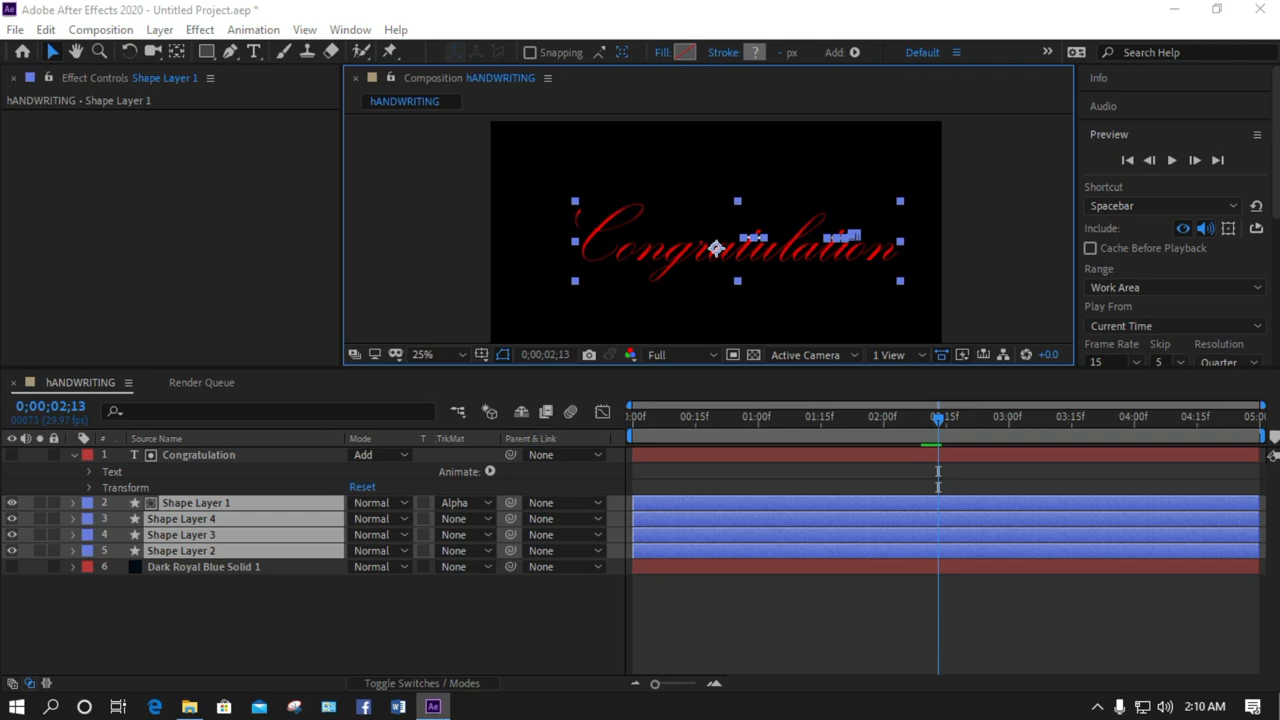 Adobe After Effects 2020 - Untitled Project.aep *
File Edit Composition Layer Effect Animation View Window Help
Snapping Fill: Stroke: ? - px Add: Default Search Help
Effect Controls Shape Layer 1
hANDWRITING • Shape Layer 1
Composition hANDWRITING
hANDWRITING
Congratulation
25% 0;00;02;13 Full Active Camera 1 View +0.0
Info
Audio
Preview
Shortcut
Spacebar
Include:
Cache Before Playback
Range
Work Area
Play From
Current Time
Frame Rate Skip Resolution
15 5 Quarter
hANDWRITING Render Queue
0;00;02;13
00073 (29.97 fps)
# Source Name Mode T .TrkMat Parent & Link
:00f 00:15f 01:00f 01:15f 02:00f 02:15f 03:00f 03:15f 04:00f 04:15f 05:00f
1 T Congratulation Add None
Text Animate:
Transform Reset
2 Shape Layer 1 Normal Alpha None
3 Shape Layer 4 Normal None None
4 Shape Layer 3 Normal None None
5 Shape Layer 2 Normal None None
6 Dark Royal Blue Solid 1 Normal None None
Toggle Switches / Modes
2:10 AM